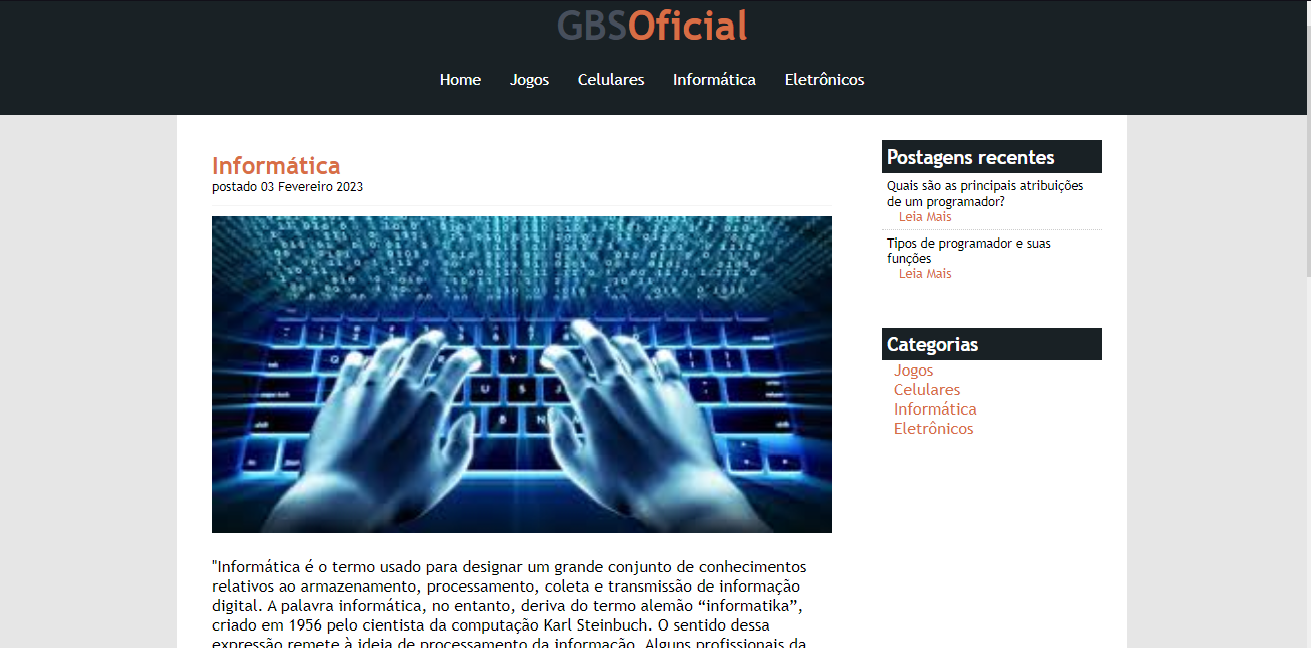 GBSOficial
Home Jogos Celulares Informática Eletrônicos
Informática
postado 03 Fevereiro 2023
"Informática é o termo usado para designar um grande conjunto de conhecimentos
relativos ao armazenamento, processamento, coleta e transmissão de informação
digital. A palavra informática, no entanto, deriva do termo alemão “informatika”,
criado em 1956 pelo cientista da computação Karl Steinbuch. O sentido dessa
expressão remete à ideia de processamento da informação. Alguns profissionais da
Postagens recentes
Quais são as principais atribuições
de um programador?
Leia Mais
Tipos de programador e suas
funções
Leia Mais
Categorias
Jogos
Celulares
Informática
Eletrônicos